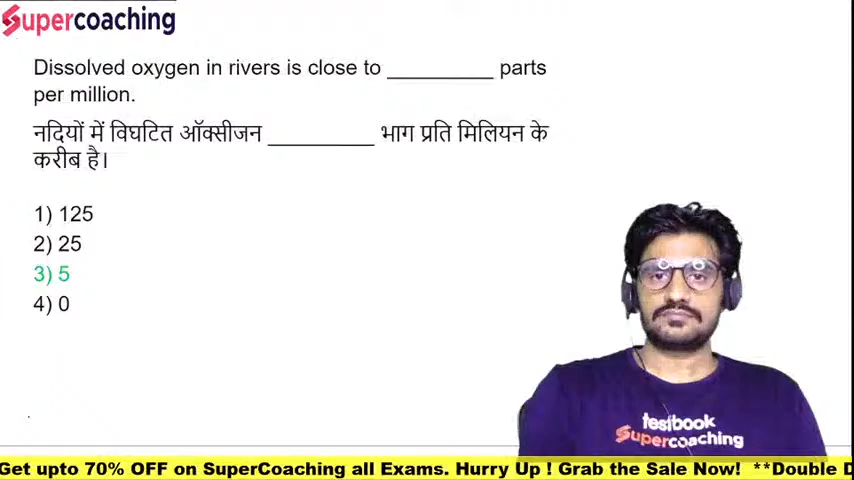 Supercoaching
Dissolved oxygen in rivers is close to _________ parts
per million.
नदियों में विघटित ऑक्सीजन _________ भाग प्रति मिलियन के
करीब है।
1) 125
2) 25
3) 5
4) 0
testbook
Supercoaching
Get upto 70% OFF on SuperCoaching all Exams. Hurry Up ! Grab the Sale Now! **Double D